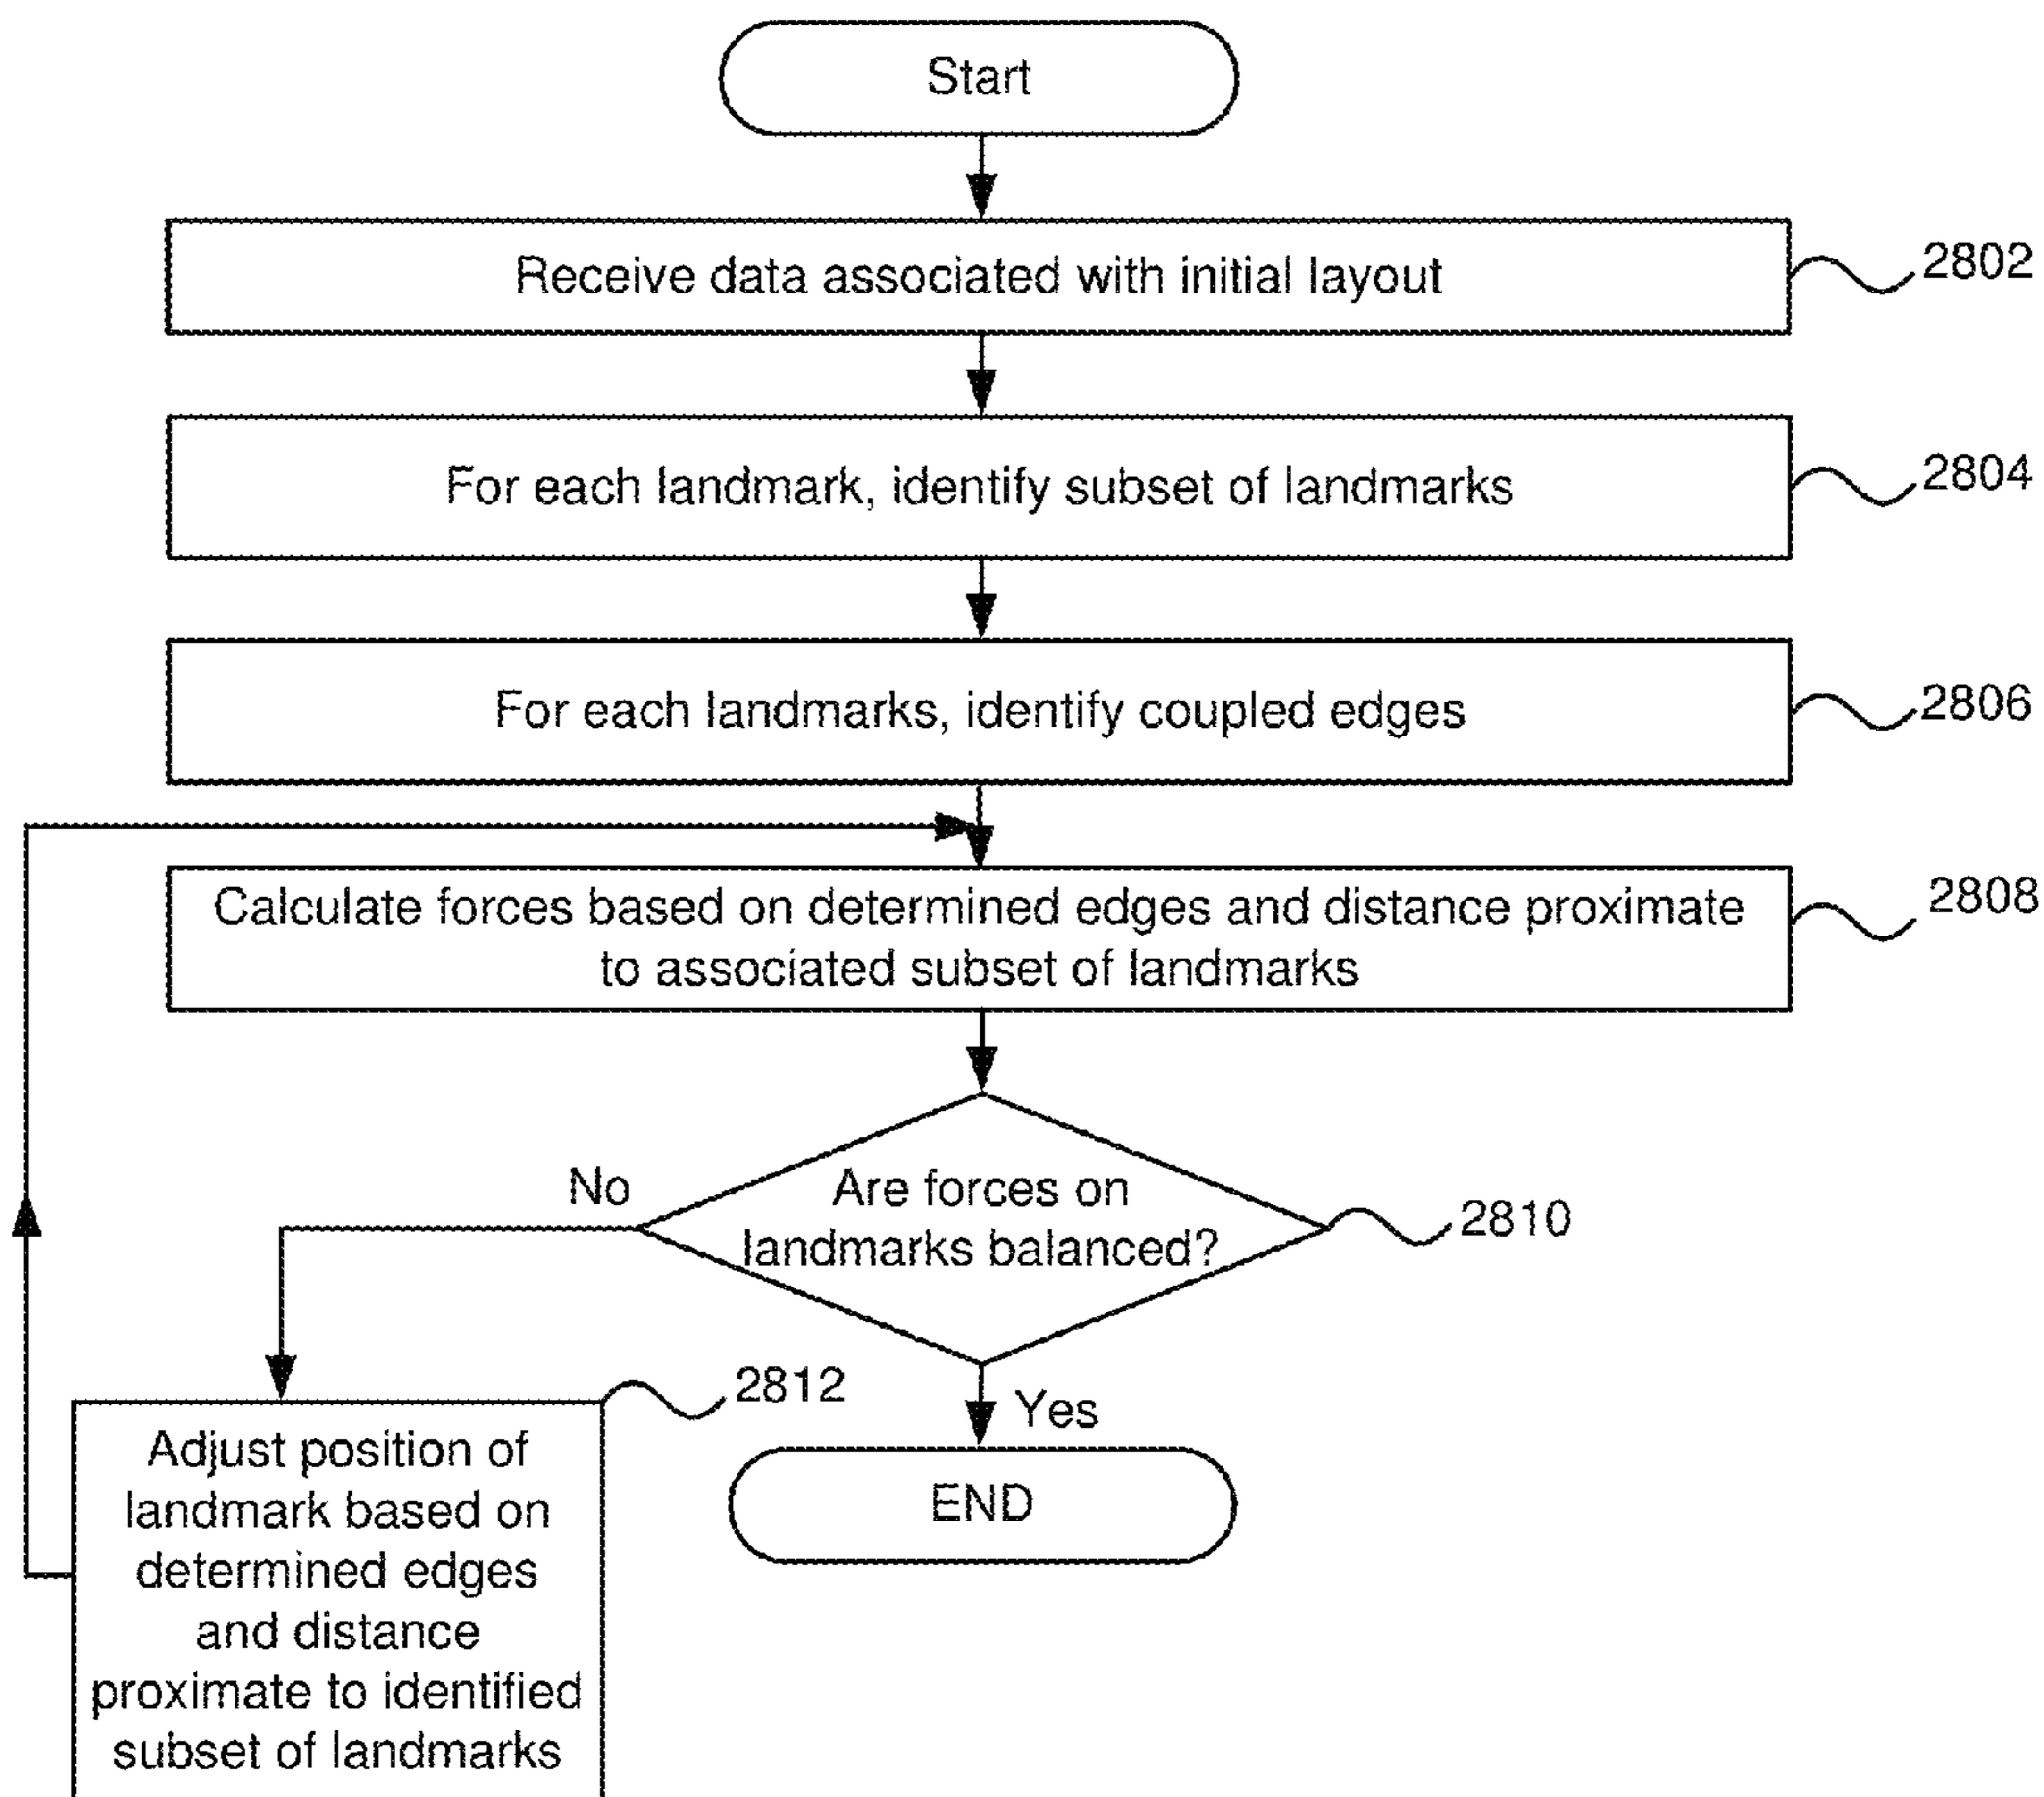 Start
Receive data associated with initial layout
2802
For each landmark, identify subset of landmarks
2804
For each landmarks, identify coupled edges
2806
Calculate forces based on determined edges and distance proximate
to associated subset of landmarks
2808
Are forces on
landmarks balanced?
2810
No
Yes
2812
Adjust position of
landmark based on
determined edges
and distance
proximate to identified
subset of landmarks
END